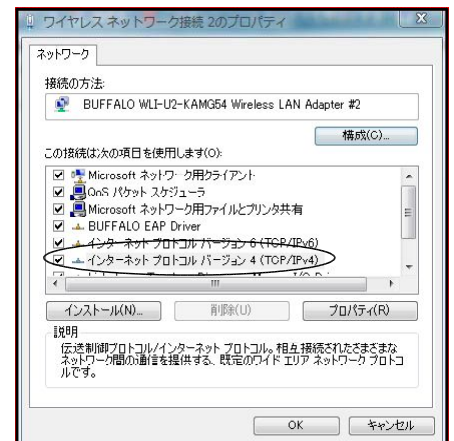 ワイヤレス ネットワーク接続 2のプロパティ
ネットワーク
接続の方法:
BUFFALO WLI-U2-KAMG54 Wireless LAN Adapter #2
構成(C)...
この接続は次の項目を使用します(O):
Microsoft ネットワーク用クライアント
QoS パケット スケジューラ
Microsoft ネットワーク用ファイルとプリンタ共有
BUFFALO EAP Driver
インターネット プロトコル バージョン 6 (TCP/IPv6)
インターネット プロトコル バージョン 4 (TCP/IPv4)
インストール(N)...
削除(U)
プロパティ(R)
説明
伝送制御プロトコル/インターネット プロトコル。相互接続されたさまざまな
ネットワーク間の通信を提供する、既定のワイド エリア ネットワーク プロトコ
ルです。
OK
キャンセル